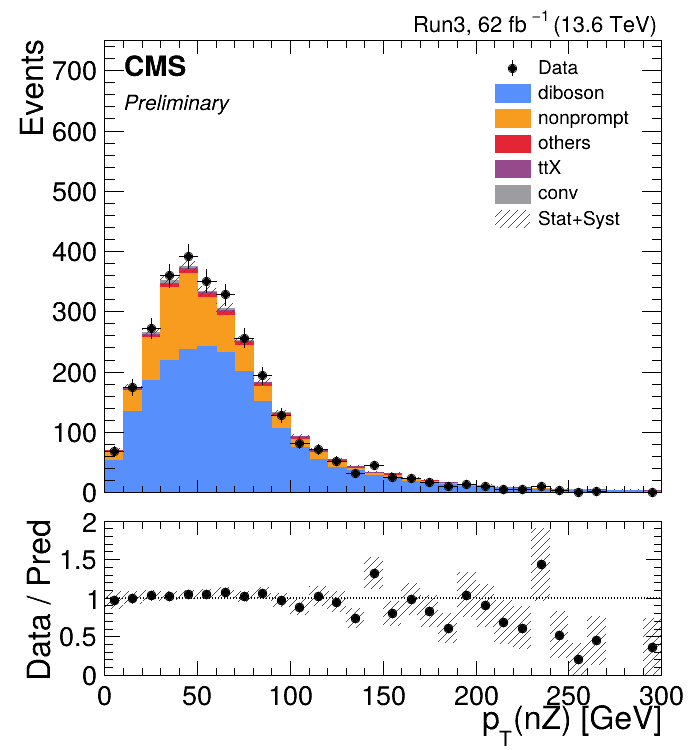 Run3, 62 fb⁻¹ (13.6 TeV)
CMS
Preliminary
Events
700
600
500
400
300
200
100
0
Data
diboson
nonprompt
others
ttX
conv
Stat+Syst
Data / Pred
2
1.5
1
0.5
0
0 50 100 150 200 250 300
p_T(nZ) [GeV]